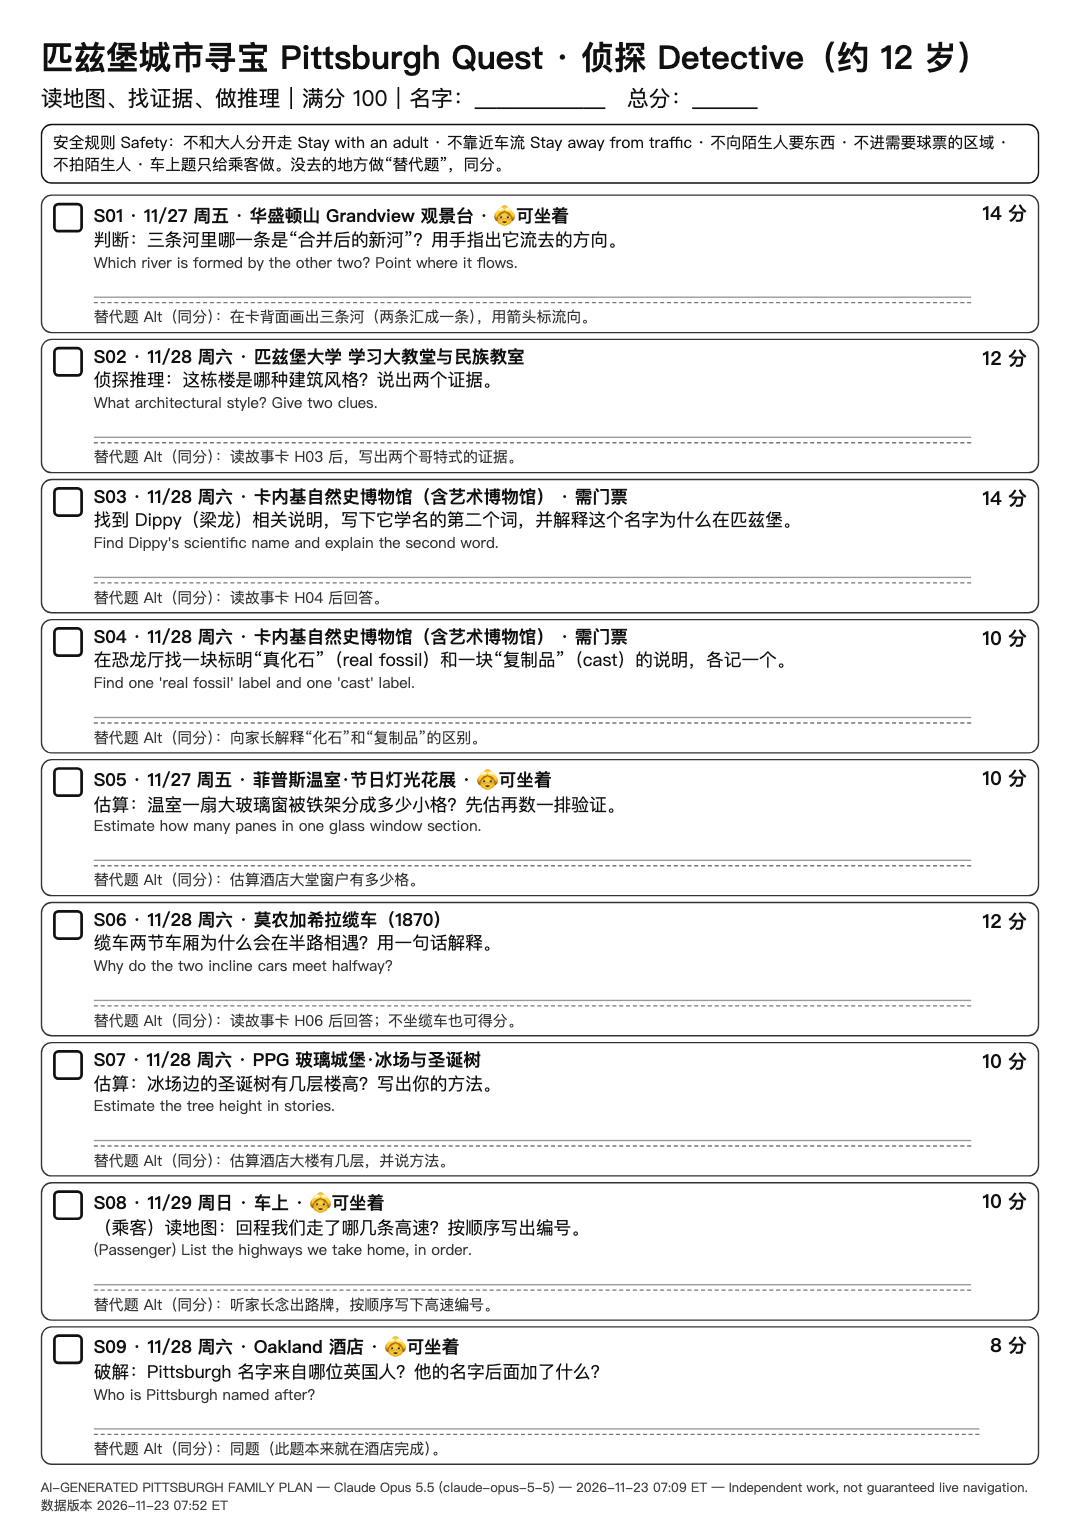 匹兹堡城市寻宝 Pittsburgh Quest · 侦探 Detective（约 12 岁）
读地图、找证据、做推理｜满分 100｜名字：____________ 总分：______
安全规则 Safety：不和大人分开走 Stay with an adult · 不靠近车流 Stay away from traffic · 不向陌生人要东西 · 不进需要球票的区域 ·
不拍陌生人 · 车上题只给乘客做。没去的地方做“替代题”，同分。
S01 · 11/27 周五 · 华盛顿山 Grandview 观景台 · 👵可坐着
14 分
判断：三条河里哪一条是“合并后的新河”？用手指出它流去的方向。
Which river is formed by the other two? Point where it flows.
替代题 Alt（同分）：在卡背面画出三条河（两条汇成一条），用箭头标流向。
S02 · 11/28 周六 · 匹兹堡大学 学习大教堂与民族教室
12 分
侦探推理：这栋楼是哪种建筑风格？说出两个证据。
What architectural style? Give two clues.
替代题 Alt（同分）：读故事卡 H03 后，写出两个哥特式的证据。
S03 · 11/28 周六 · 卡内基自然史博物馆（含艺术博物馆） · 需门票
14 分
找到 Dippy（梁龙）相关说明，写下它学名的第二个词，并解释这个名字为什么在匹兹堡。
Find Dippy's scientific name and explain the second word.
替代题 Alt（同分）：读故事卡 H04 后回答。
S04 · 11/28 周六 · 卡内基自然史博物馆（含艺术博物馆） · 需门票
10 分
在恐龙厅找一块标明“真化石”（real fossil）和一块“复制品”（cast）的说明，各记一个。
Find one 'real fossil' label and one 'cast' label.
替代题 Alt（同分）：向家长解释“化石”和“复制品”的区别。
S05 · 11/27 周五 · 菲普斯温室·节日灯光花展 · 👵可坐着
10 分
估算：温室一扇大玻璃窗被铁架分成多少小格？先估再数一排验证。
Estimate how many panes in one glass window section.
替代题 Alt（同分）：估算酒店大堂窗户有多少格。
S06 · 11/28 周六 · 莫农加希拉缆车（1870）
12 分
缆车两节车厢为什么会在半路相遇？用一句话解释。
Why do the two incline cars meet halfway?
替代题 Alt（同分）：读故事卡 H06 后回答；不坐缆车也可得分。
S07 · 11/28 周六 · PPG 玻璃城堡·冰场与圣诞树
10 分
估算：冰场边的圣诞树有几层楼高？写出你的方法。
Estimate the tree height in stories.
替代题 Alt（同分）：估算酒店大楼有几层，并说方法。
S08 · 11/29 周日 · 车上 · 👵可坐着
10 分
（乘客）读地图：回程我们走了哪几条高速？按顺序写出编号。
(Passenger) List the highways we take home, in order.
替代题 Alt（同分）：听家长念出路牌，按顺序写下高速编号。
S09 · 11/28 周六 · Oakland 酒店 · 👵可坐着
8 分
破解：Pittsburgh 名字来自哪位英国人？他的名字后面加了什么？
Who is Pittsburgh named after?
替代题 Alt（同分）：同题（此题本来就在酒店完成）。
AI-GENERATED PITTSBURGH FAMILY PLAN — Claude Opus 5.5 (claude-opus-5-5) — 2026-11-23 07:09 ET — Independent work, not guaranteed live navigation.
数据版本 2026-11-23 07:52 ET